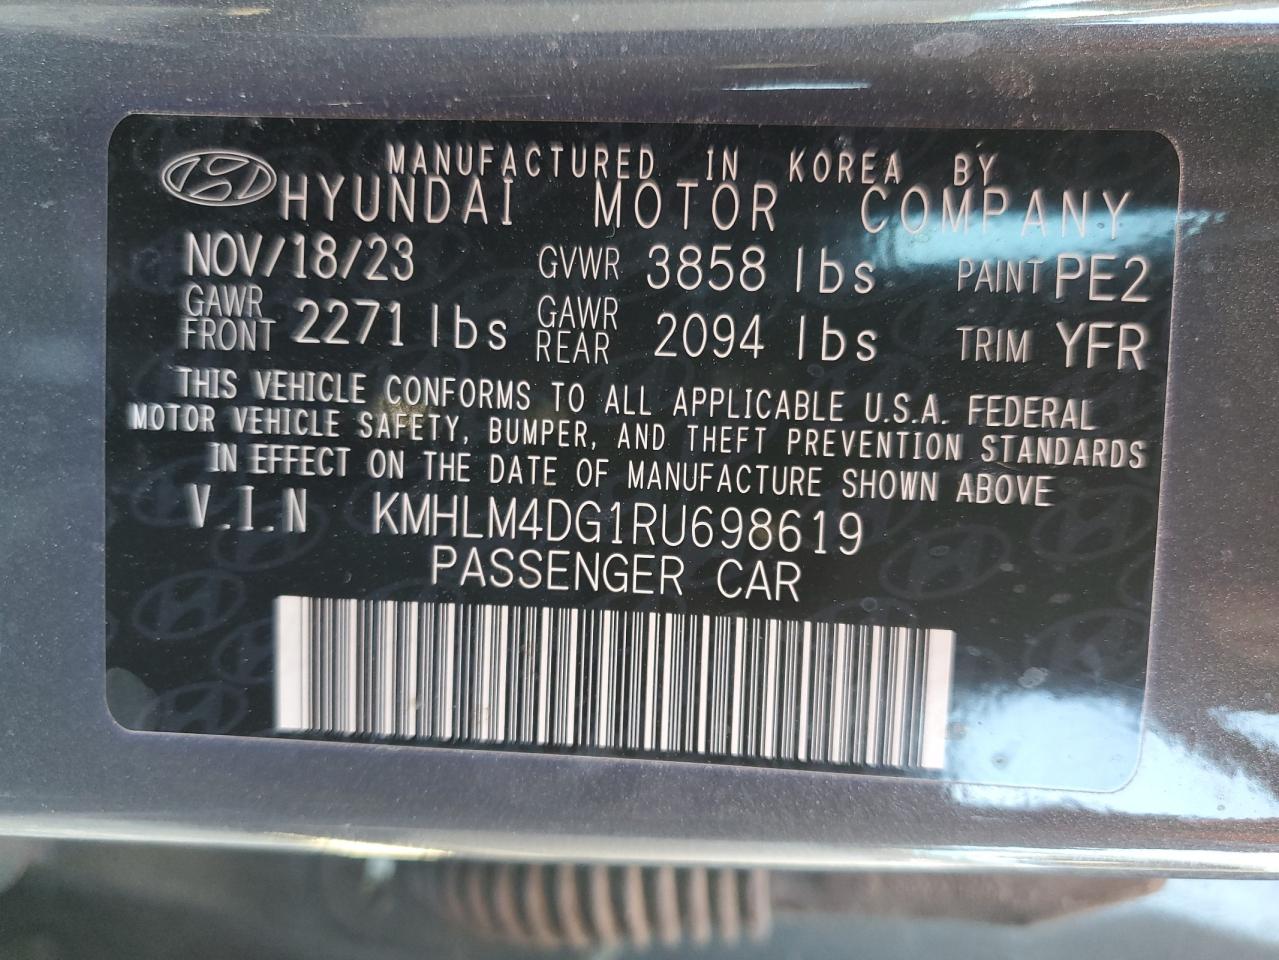 MANUFACTURED IN KOREA BY
HYUNDAI MOTOR COMPANY
NOV/18/23 GVWR 3858 lbs PAINT PE2
GAWR FRONT 2271 lbs GAWR REAR 2094 lbs TRIM YFR
THIS VEHICLE CONFORMS TO ALL APPLICABLE U.S.A. FEDERAL
MOTOR VEHICLE SAFETY, BUMPER, AND THEFT PREVENTION STANDARDS
IN EFFECT ON THE DATE OF MANUFACTURE SHOWN ABOVE
V.I.N KMHLM4DG1RU698619
PASSENGER CAR